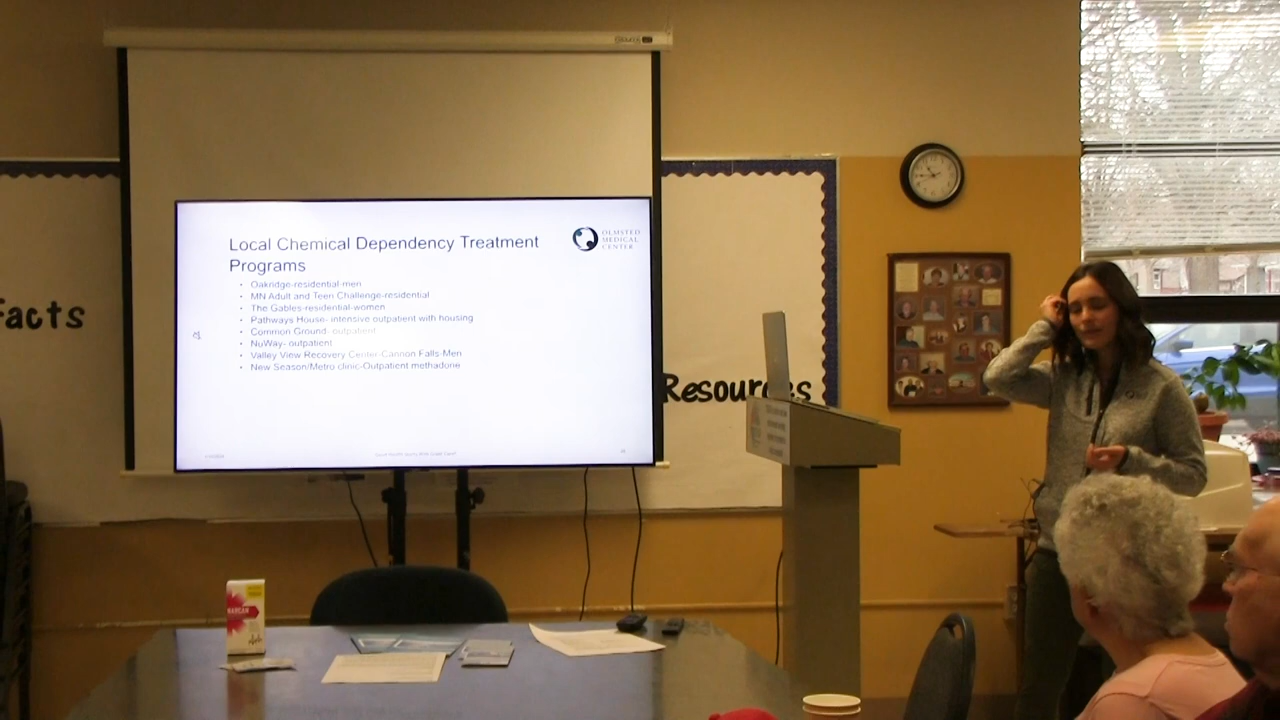 Local Chemical Dependency Treatment
Programs
• Oakridge-residential-men
• MN Adult and Teen Challenge-residential
• The Gables-residential-women
• Pathways House- intensive outpatient with housing
• Common Ground- outpatient
• NuWay- outpatient
• Valley View Recovery Center-Cannon Falls-Men
• New Season/Metro clinic-Outpatient methadone
OLMSTED
MEDICAL
CENTER
Facts
Resources
NARCAN